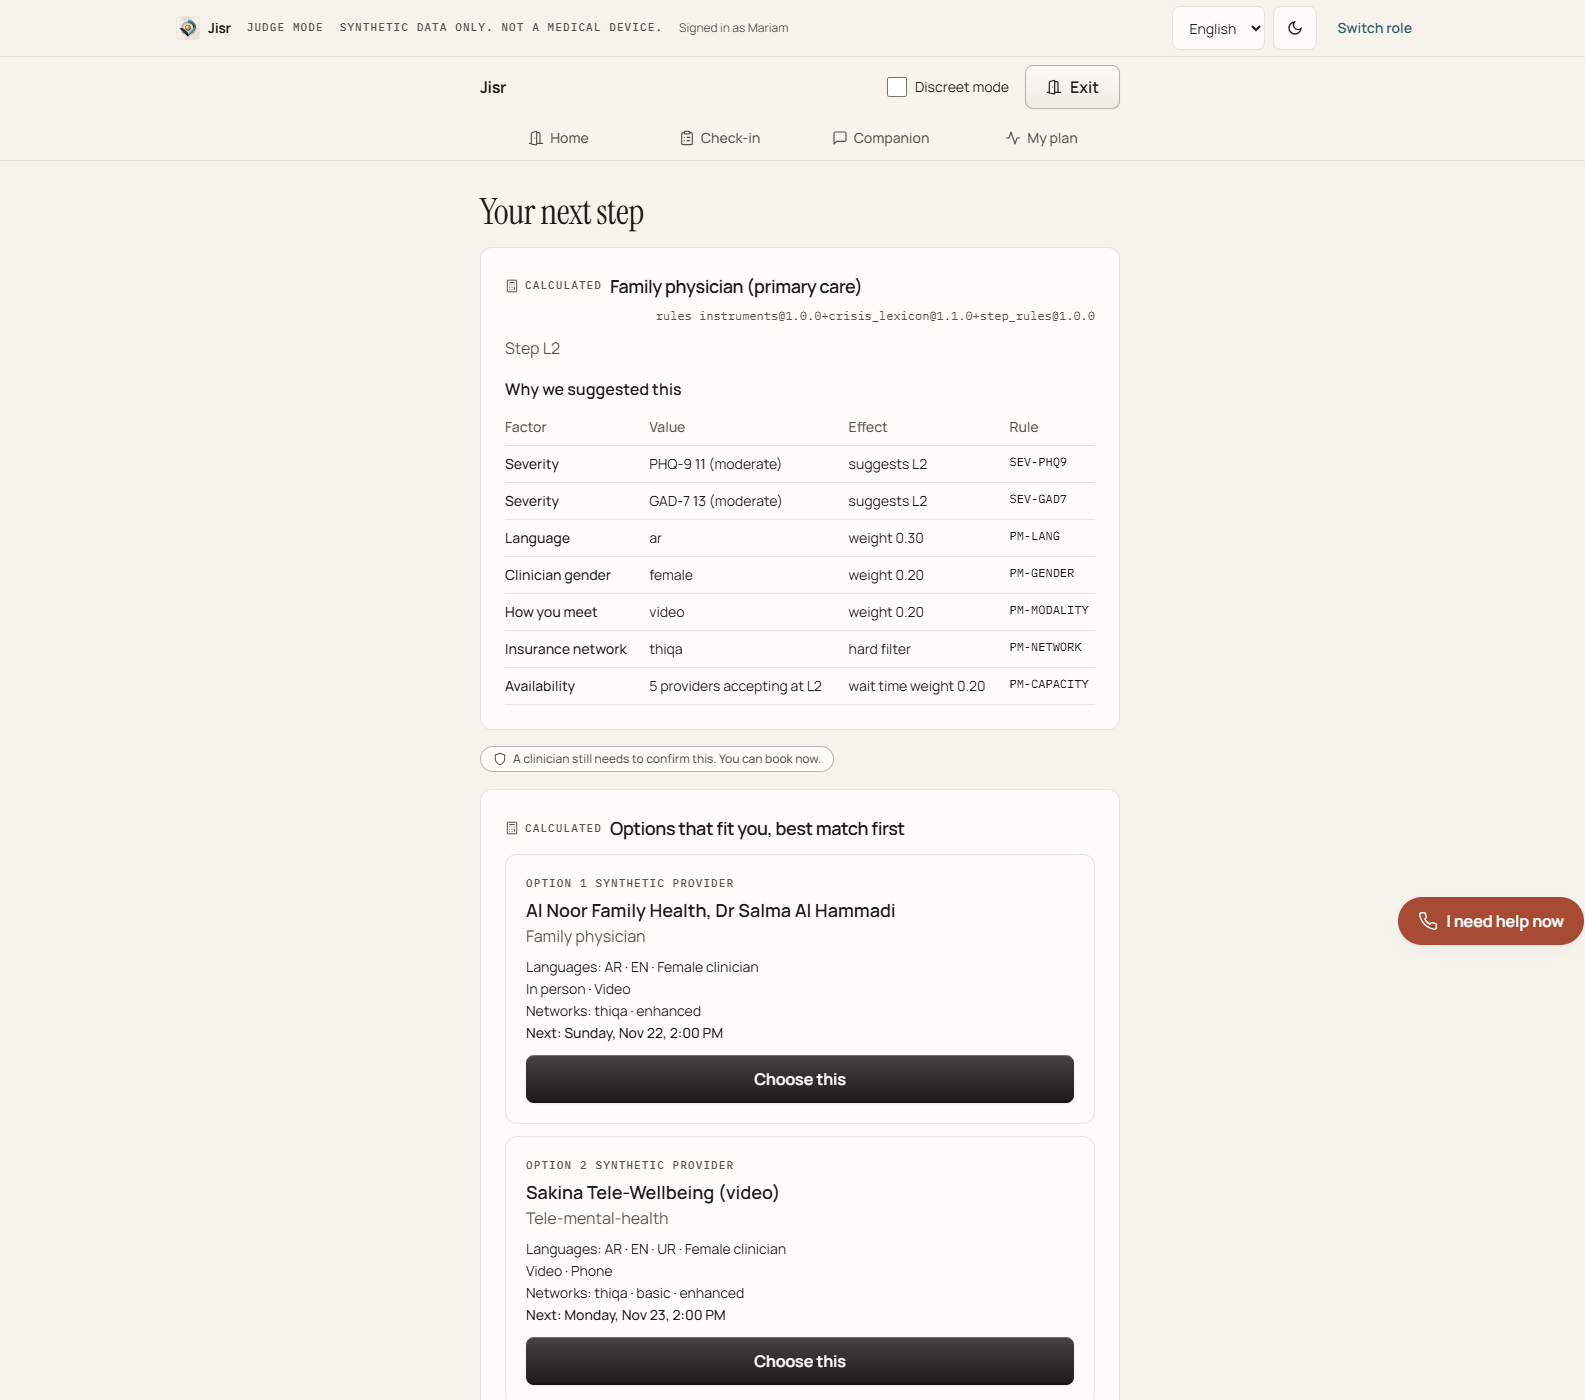 Jisr JUDGE MODE SYNTHETIC DATA ONLY. NOT A MEDICAL DEVICE. Signed in as Mariam English Switch role
Jisr Discreet mode Exit
Home Check-in Companion My plan
Your next step
CALCULATED Family physician (primary care)
rules instruments@1.0.0+crisis_lexicon@1.1.0+step_rules@1.0.0
Step L2
Why we suggested this
Factor Value Effect Rule
Severity PHQ-9 11 (moderate) suggests L2 SEV-PHQ9
Severity GAD-7 13 (moderate) suggests L2 SEV-GAD7
Language ar weight 0.30 PM-LANG
Clinician gender female weight 0.20 PM-GENDER
How you meet video weight 0.20 PM-MODALITY
Insurance network thiqa hard filter PM-NETWORK
Availability 5 providers accepting at L2 wait time weight 0.20 PM-CAPACITY
A clinician still needs to confirm this. You can book now.
CALCULATED Options that fit you, best match first
OPTION 1 SYNTHETIC PROVIDER
Al Noor Family Health, Dr Salma Al Hammadi
Family physician
Languages: AR · EN · Female clinician
In person · Video
Networks: thiqa · enhanced
Next: Sunday, Nov 22, 2:00 PM
Choose this
OPTION 2 SYNTHETIC PROVIDER
Sakina Tele-Wellbeing (video)
Tele-mental-health
Languages: AR · EN · UR · Female clinician
Video · Phone
Networks: thiqa · basic · enhanced
Next: Monday, Nov 23, 2:00 PM
Choose this
I need help now